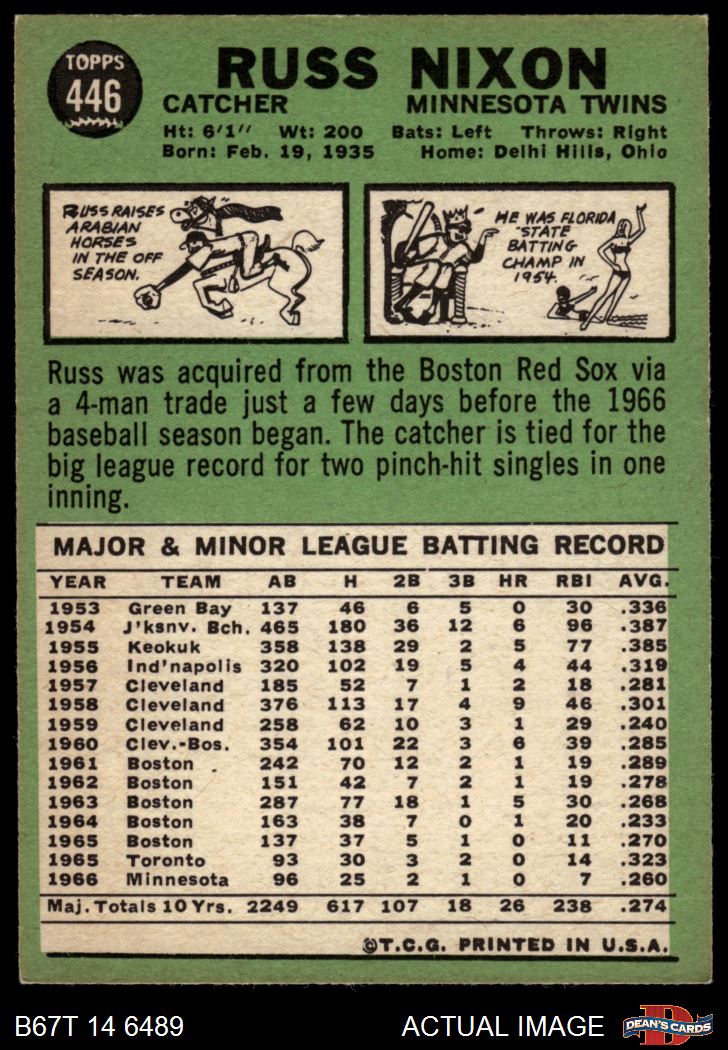 TOPPS
446
RUSS NIXON
CATCHER MINNESOTA TWINS
Ht: 6'1" Wt: 200 Bats: Left Throws: Right
Born: Feb. 19, 1935 Home: Delhi Hills, Ohio
RUSS RAISES
ARABIAN
HORSES
IN THE OFF
SEASON.
HE WAS FLORIDA
STATE
BATTING
CHAMP IN
1954.
Russ was acquired from the Boston Red Sox via
a 4-man trade just a few days before the 1966
baseball season began. The catcher is tied for the
big league record for two pinch-hit singles in one
inning.
MAJOR & MINOR LEAGUE BATTING RECORD
YEAR TEAM AB H 2B 3B HR RBI AVG.
1953 Green Bay 137 46 6 5 0 30 .336
1954 J'ksnv. Bch. 465 180 36 12 6 96 .387
1955 Keokuk 358 138 29 2 5 77 .385
1956 Ind'napolis 320 102 19 5 4 44 .319
1957 Cleveland 185 52 7 1 2 18 .281
1958 Cleveland 376 113 17 4 9 46 .301
1959 Cleveland 258 62 10 3 1 29 .240
1960 Clev.-Bos. 354 101 22 3 6 39 .285
1961 Boston 242 70 12 2 1 19 .289
1962 Boston 151 42 7 2 1 19 .278
1963 Boston 287 77 18 1 5 30 .268
1964 Boston 163 38 7 0 1 20 .233
1965 Boston 137 37 5 1 0 11 .270
1965 Toronto 93 30 3 2 0 14 .323
1966 Minnesota 96 25 2 1 0 7 .260
Maj. Totals 10 Yrs. 2249 617 107 18 26 238 .274
©T.C.G. PRINTED IN U.S.A.
B67T 14 6489 ACTUAL IMAGE
D
DEAN'S CARDS